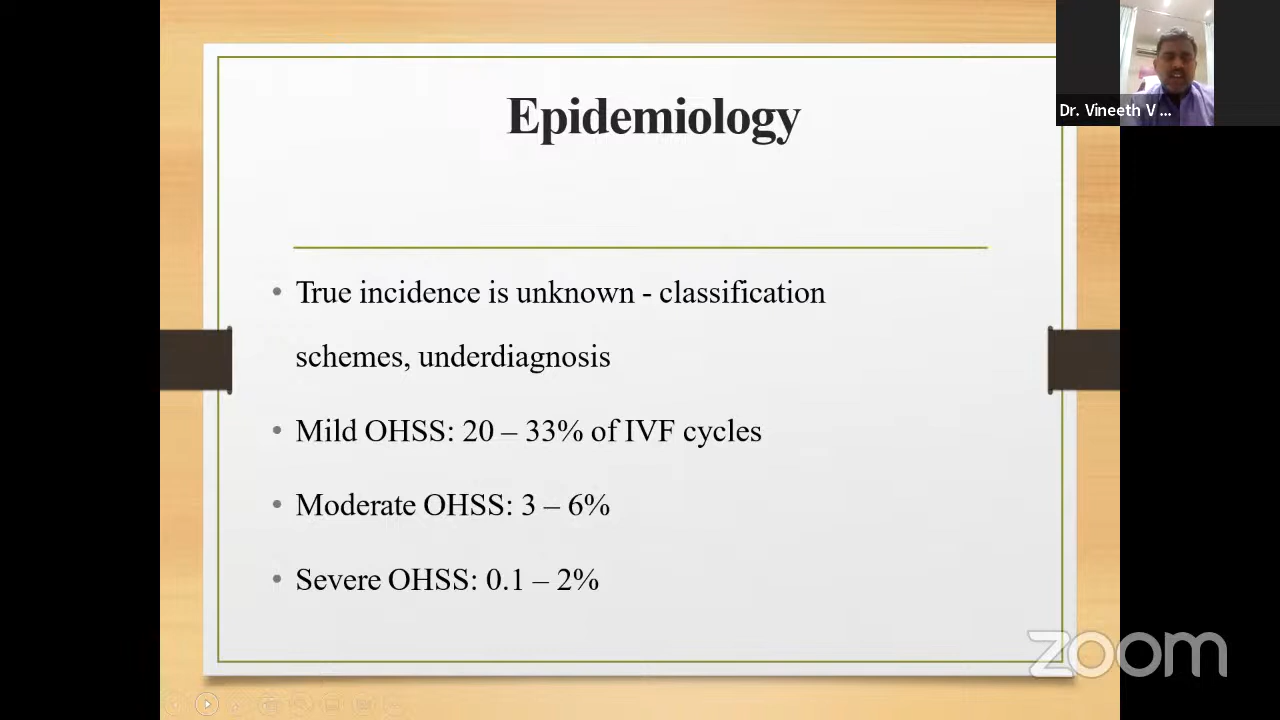 Epidemiology
Dr. Vineeth V ...
• True incidence is unknown - classification
schemes, underdiagnosis
• Mild OHSS: 20 – 33% of IVF cycles
• Moderate OHSS: 3 – 6%
• Severe OHSS: 0.1 – 2%
zoom